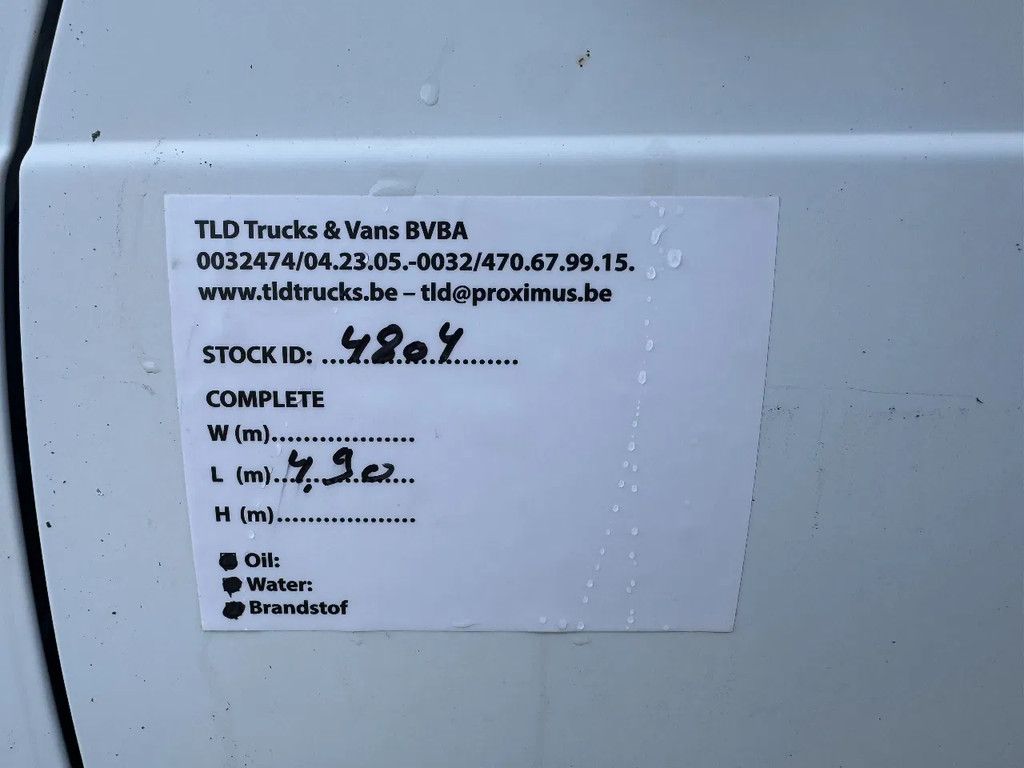 TLD Trucks & Vans BVBA
0032474/04.23.05.-0032/470.67.99.15.
www.tldtrucks.be – tld@proximus.be
STOCK ID: ...4804...
COMPLETE
W (m)..................
L (m)..4,90...
H (m)..................
Oil:
Water:
Brandstof